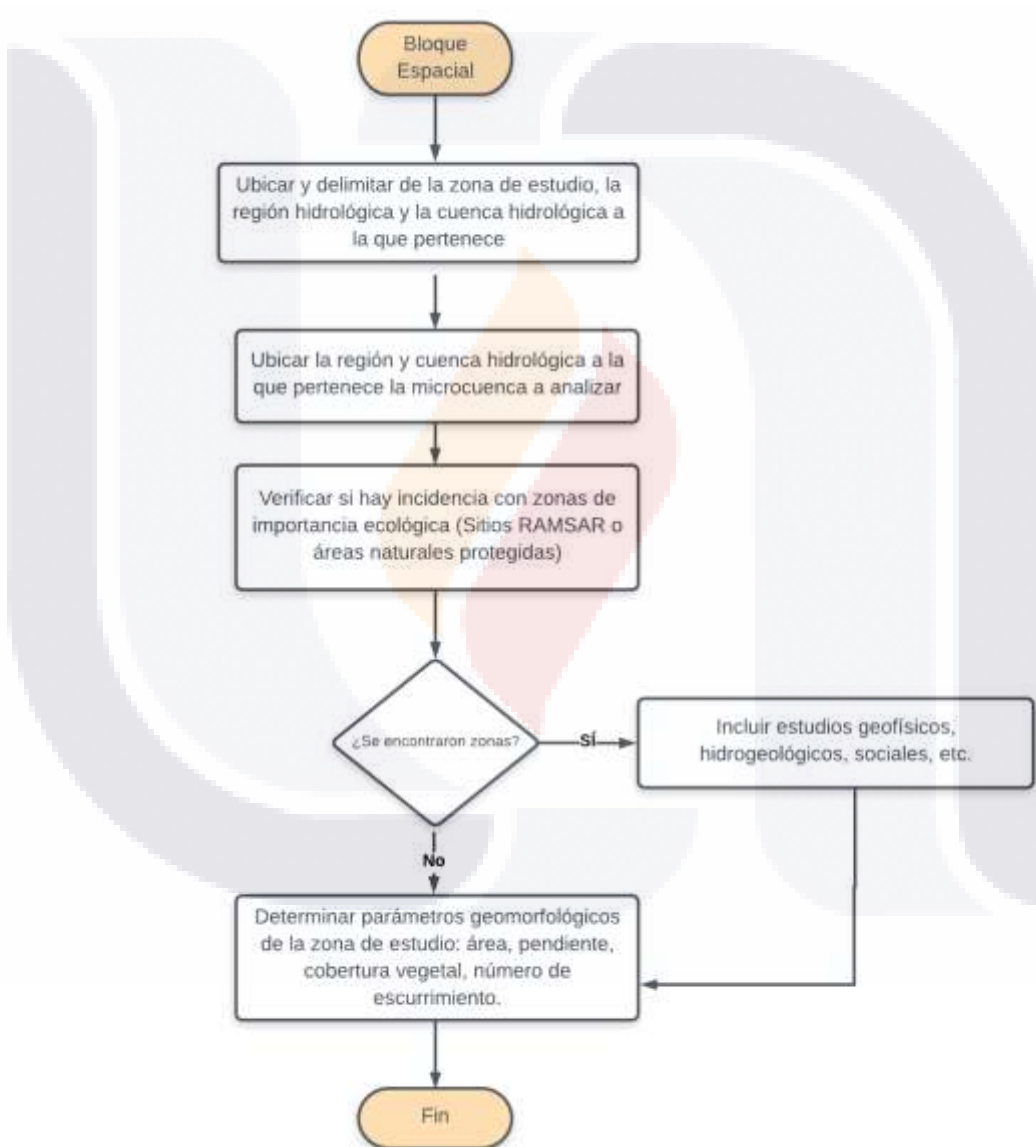 Bloque
Espacial
Ubicar y delimitar de la zona de estudio, la
región hidrológica y la cuenca hidrológica a
la que pertenece
Ubicar la región y cuenca hidrológica a la
que pertenece la microcuenca a analizar
Verificar si hay incidencia con zonas de
importancia ecológica (Sitios RAMSAR o
áreas naturales protegidas)
¿Se encontraron zonas?
SÍ
Incluir estudios geofísicos,
hidrogeológicos, sociales, etc.
No
Determinar parámetros geomorfológicos
de la zona de estudio: área, pendiente,
cobertura vegetal, número de
escurrimiento.
Fin